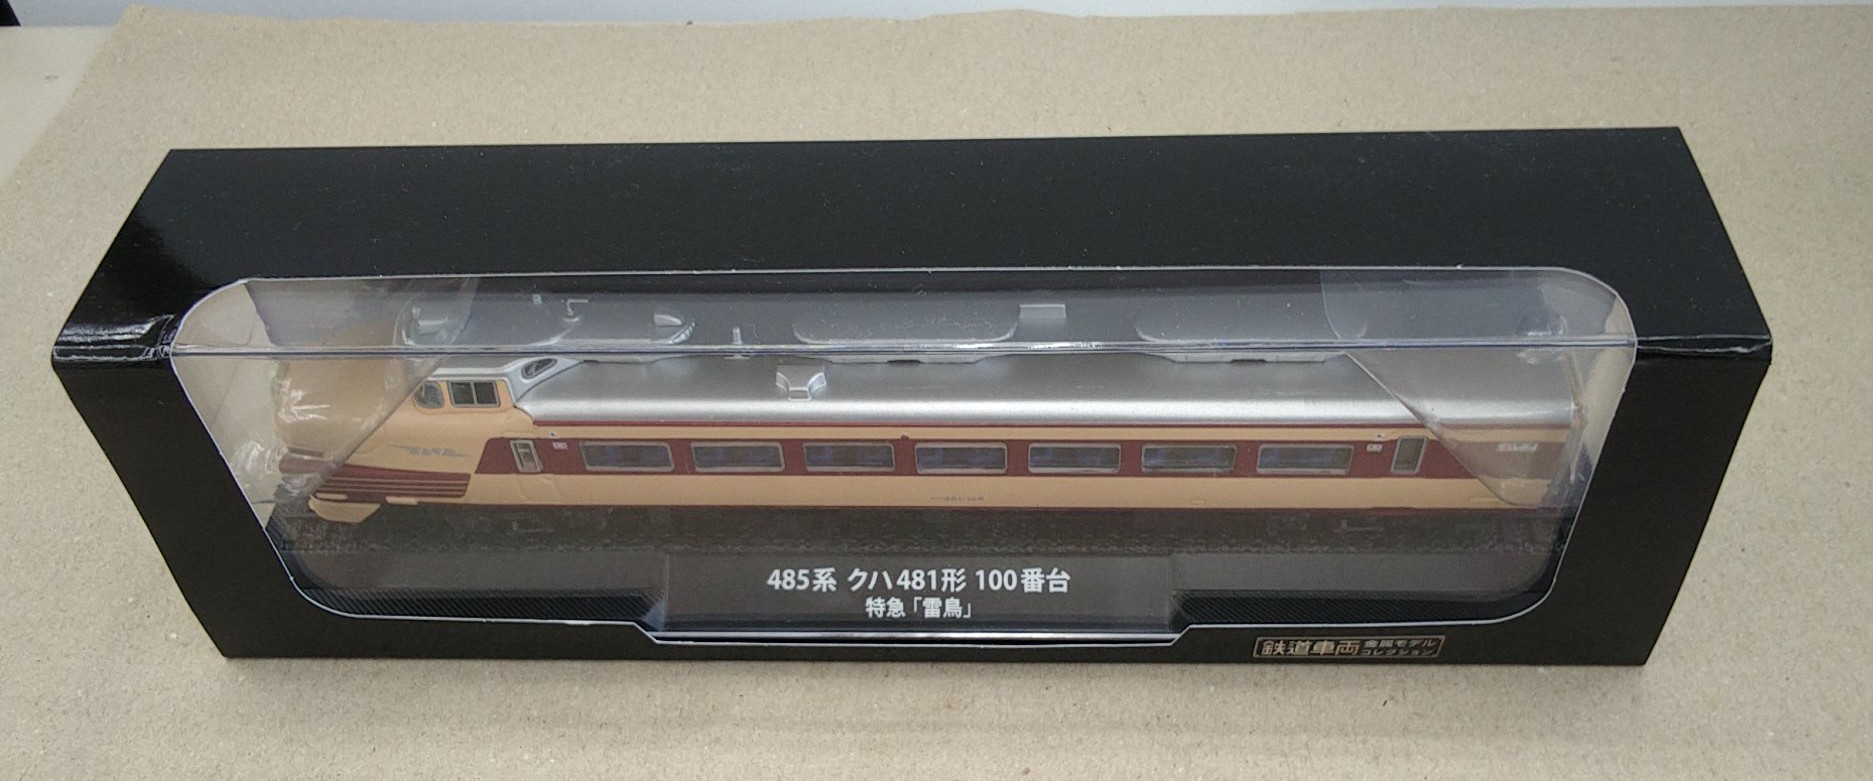 485系 クハ481形 100番台
特急「雷鳥」
鉄道車両 金属モデルコレクション